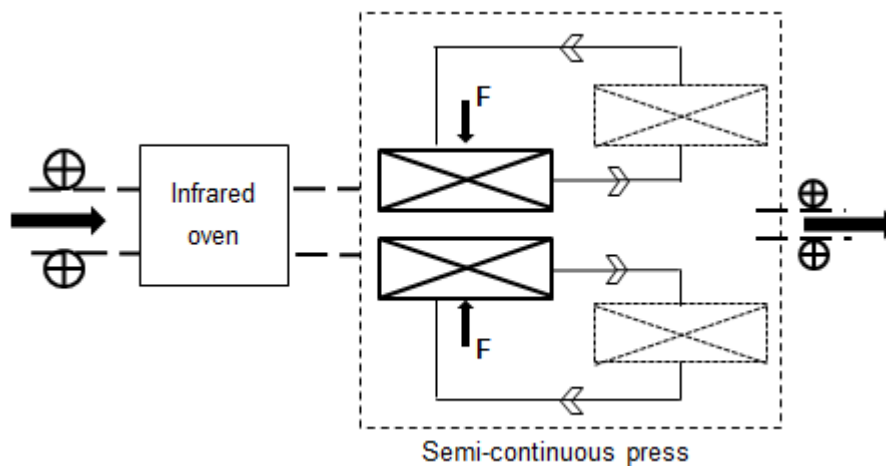 F
Infrared
oven
F
Semi-continuous press